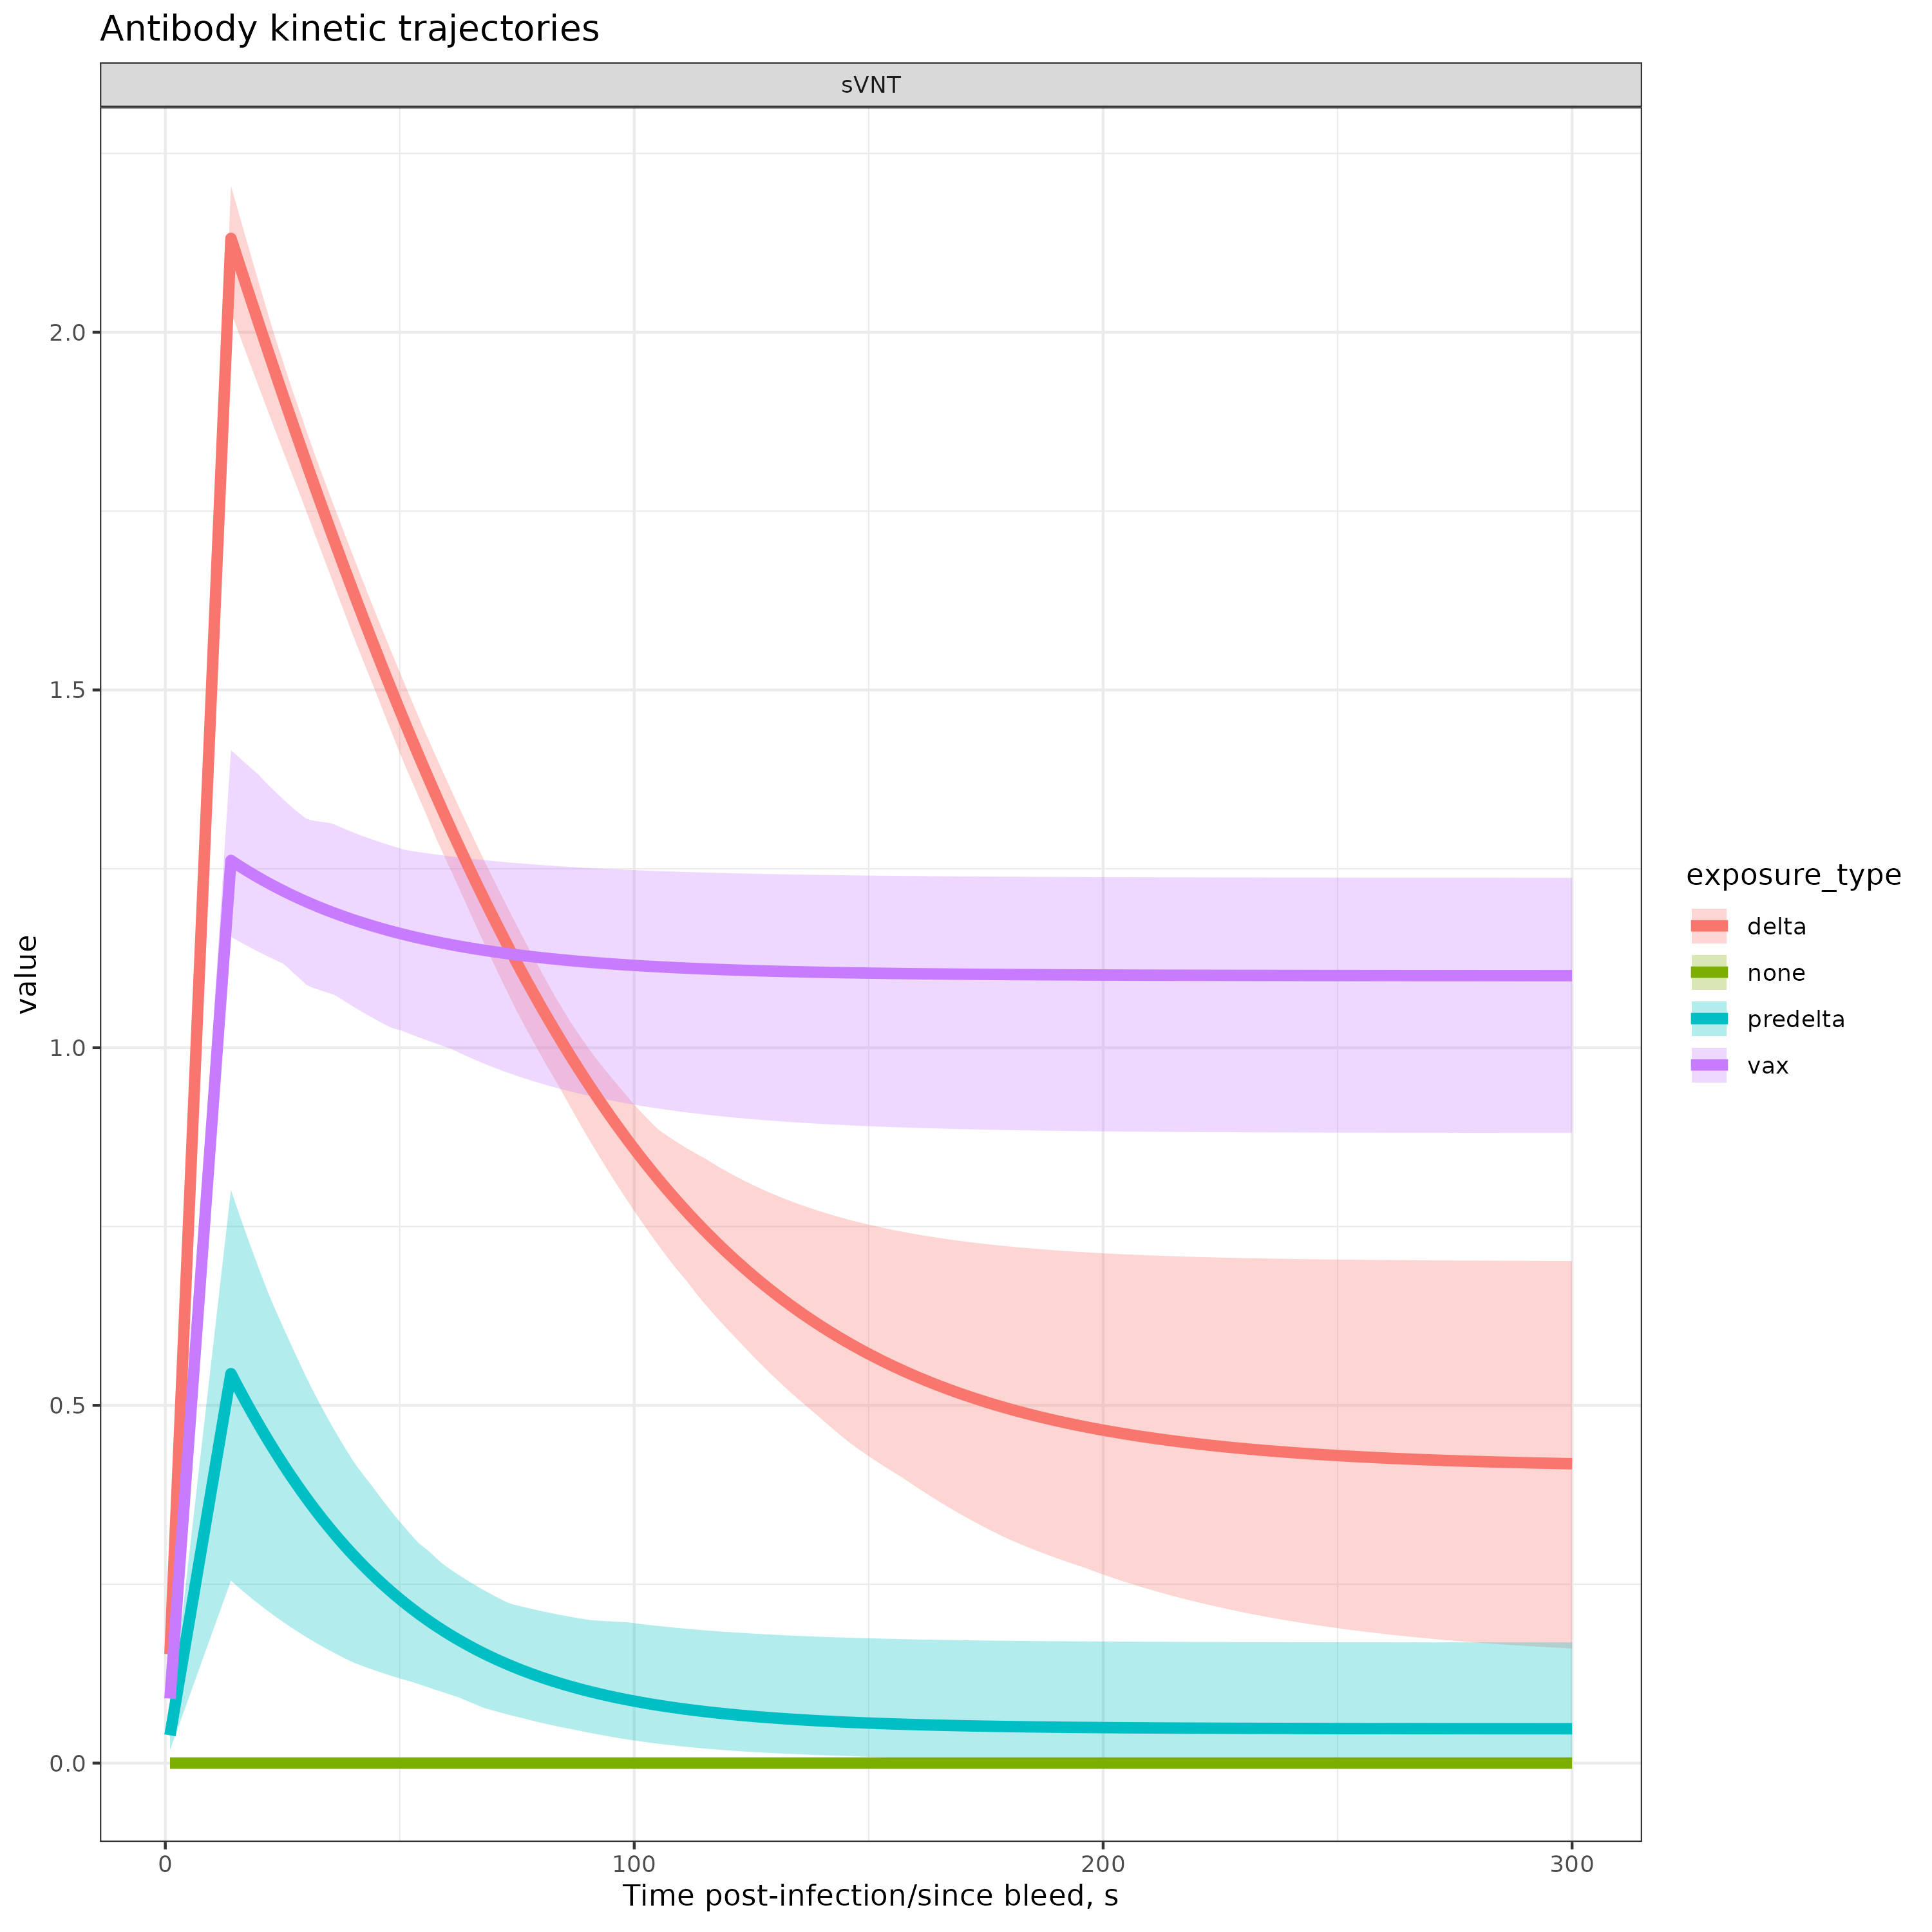 Antibody kinetic trajectories
sVNT
value
2.0
1.5
1.0
0.5
0.0
0
100
200
300
Time post-infection/since bleed, s
exposure_type
delta
none
predelta
vax